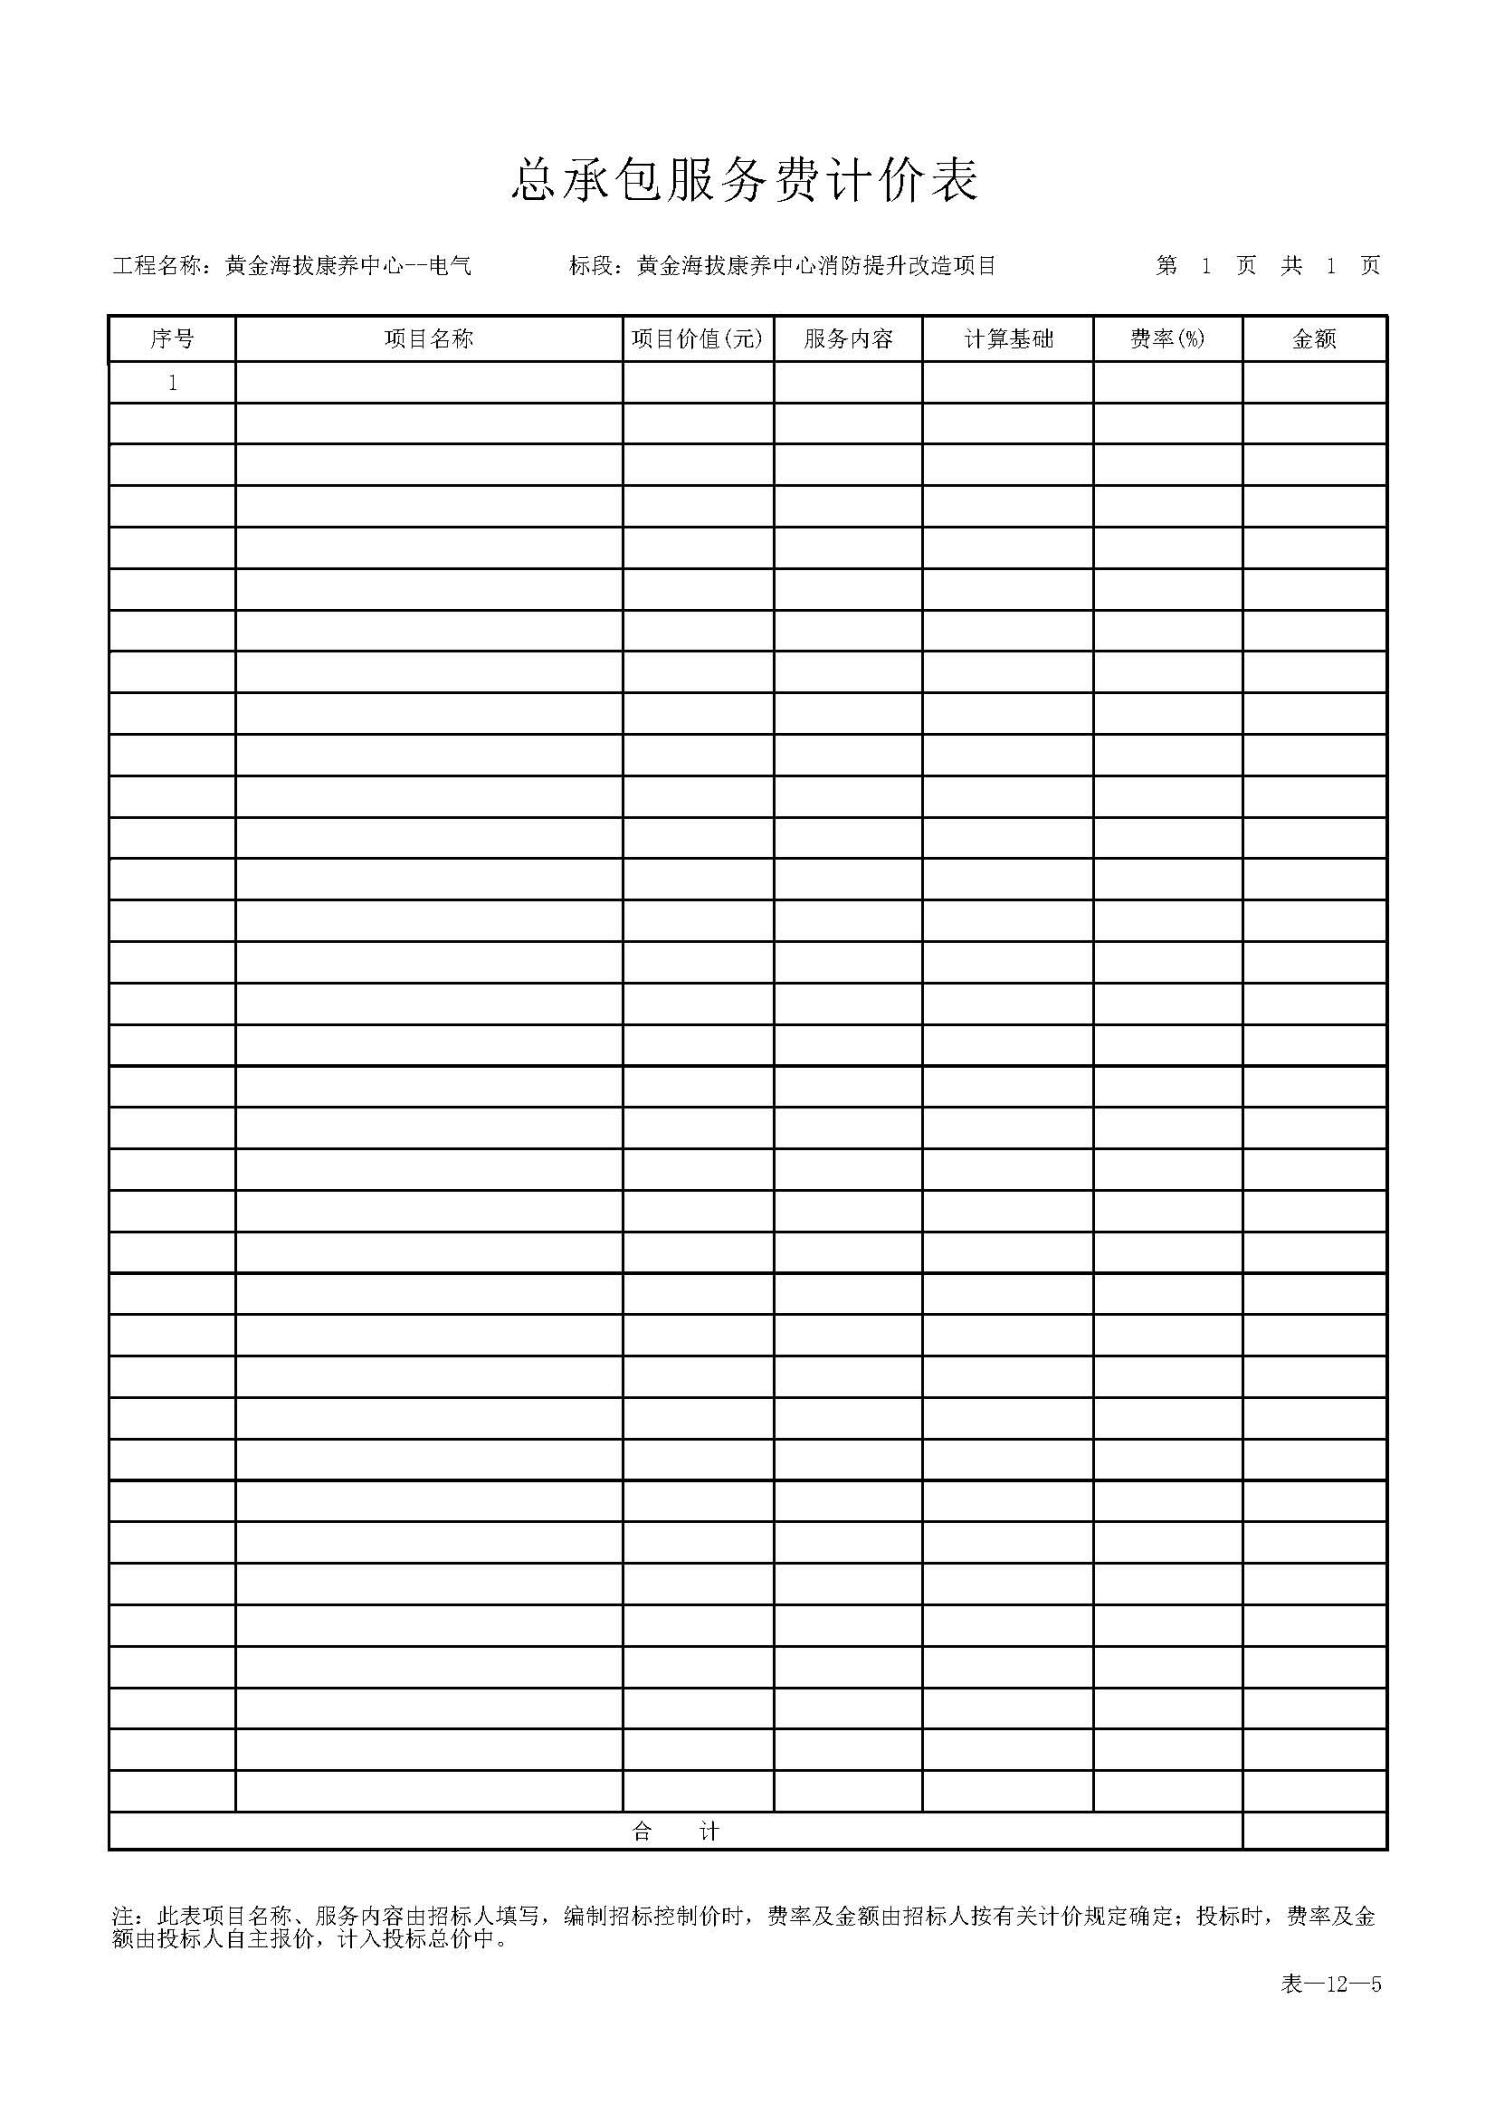 总承包服务费计价表
工程名称：黄金海拔康养中心--电气 标段：黄金海拔康养中心消防提升改造项目 第 1 页 共 1 页
序号 项目名称 项目价值(元) 服务内容 计算基础 费率(%) 金额
1
合 计
注：此表项目名称、服务内容由招标人填写，编制招标控制价时，费率及金额由招标人按有关计价规定确定；投标时，费率及金
额由投标人自主报价，计入投标总价中。
表—12—5